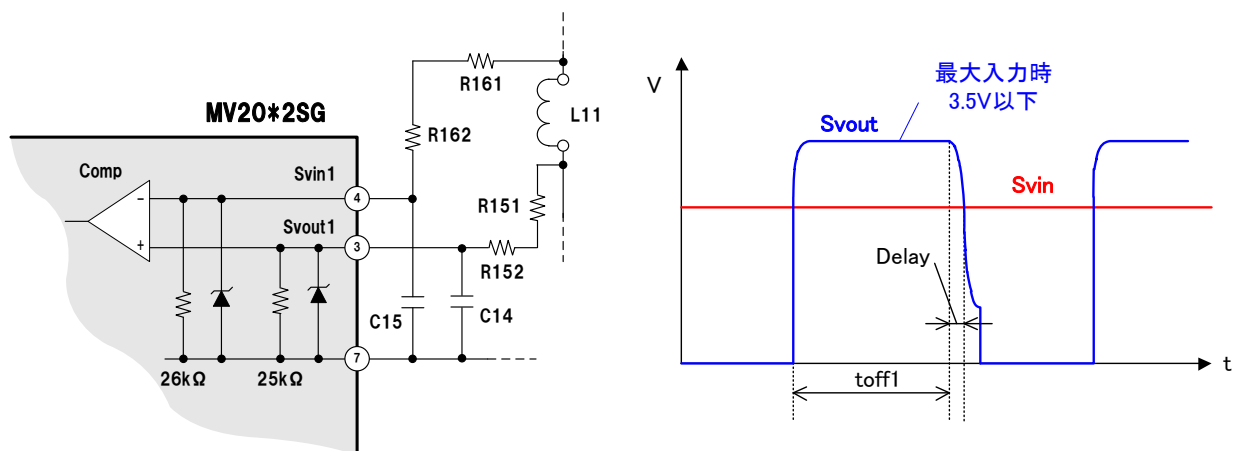 MV20*2SG
Comp
Svin1
Svout1
4
3
7
-
+
26kΩ
25kΩ
R161
R162
L11
R151
R152
C15
C14
V
最大入力時
3.5V以下
Svout
Svin
Delay
toff1
t